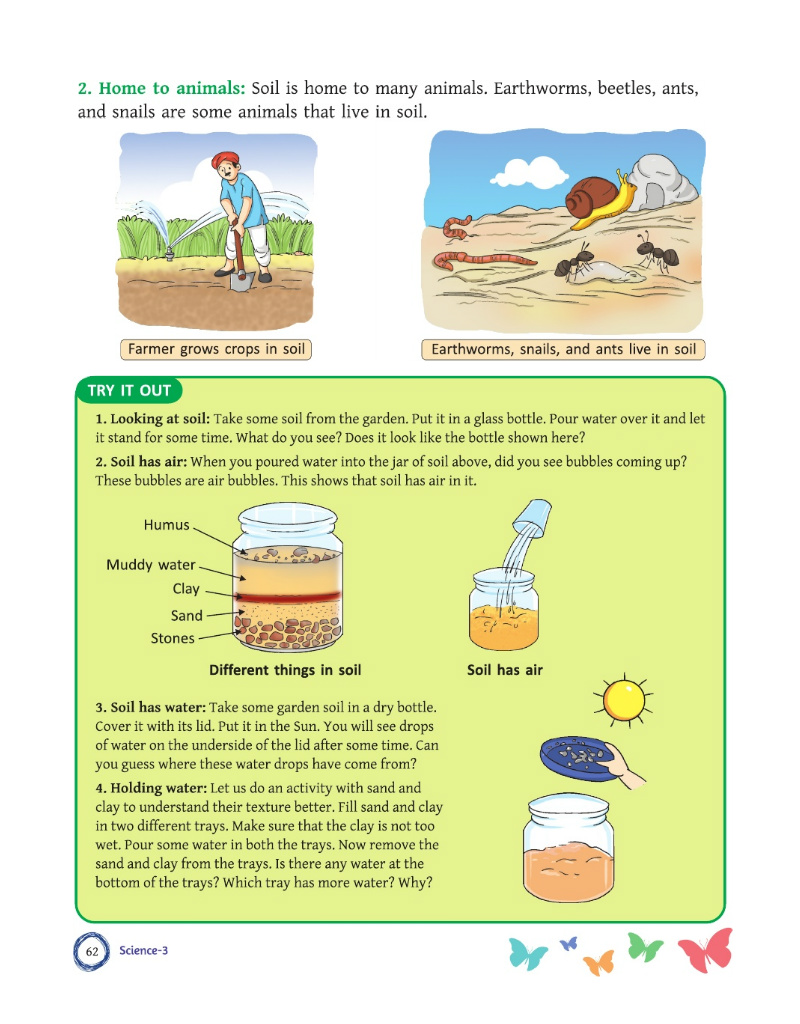 2. Home to animals: Soil is home to many animals. Earthworms, beetles, ants,
and snails are some animals that live in soil.
Farmer grows crops in soil
Earthworms, snails, and ants live in soil
TRY IT OUT
1. Looking at soil: Take some soil from the garden. Put it in a glass bottle. Pour water over it and let
it stand for some time. What do you see? Does it look like the bottle shown here?
2. Soil has air: When you poured water into the jar of soil above, did you see bubbles coming up?
These bubbles are air bubbles. This shows that soil has air in it.
Humus
Muddy water
Clay
Sand
Stones
Different things in soil
Soil has air
3. Soil has water: Take some garden soil in a dry bottle.
Cover it with its lid. Put it in the Sun. You will see drops
of water on the underside of the lid after some time. Can
you guess where these water drops have come from?
4. Holding water: Let us do an activity with sand and
clay to understand their texture better. Fill sand and clay
in two different trays. Make sure that the clay is not too
wet. Pour some water in both the trays. Now remove the
sand and clay from the trays. Is there any water at the
bottom of the trays? Which tray has more water? Why?
62
Science-3